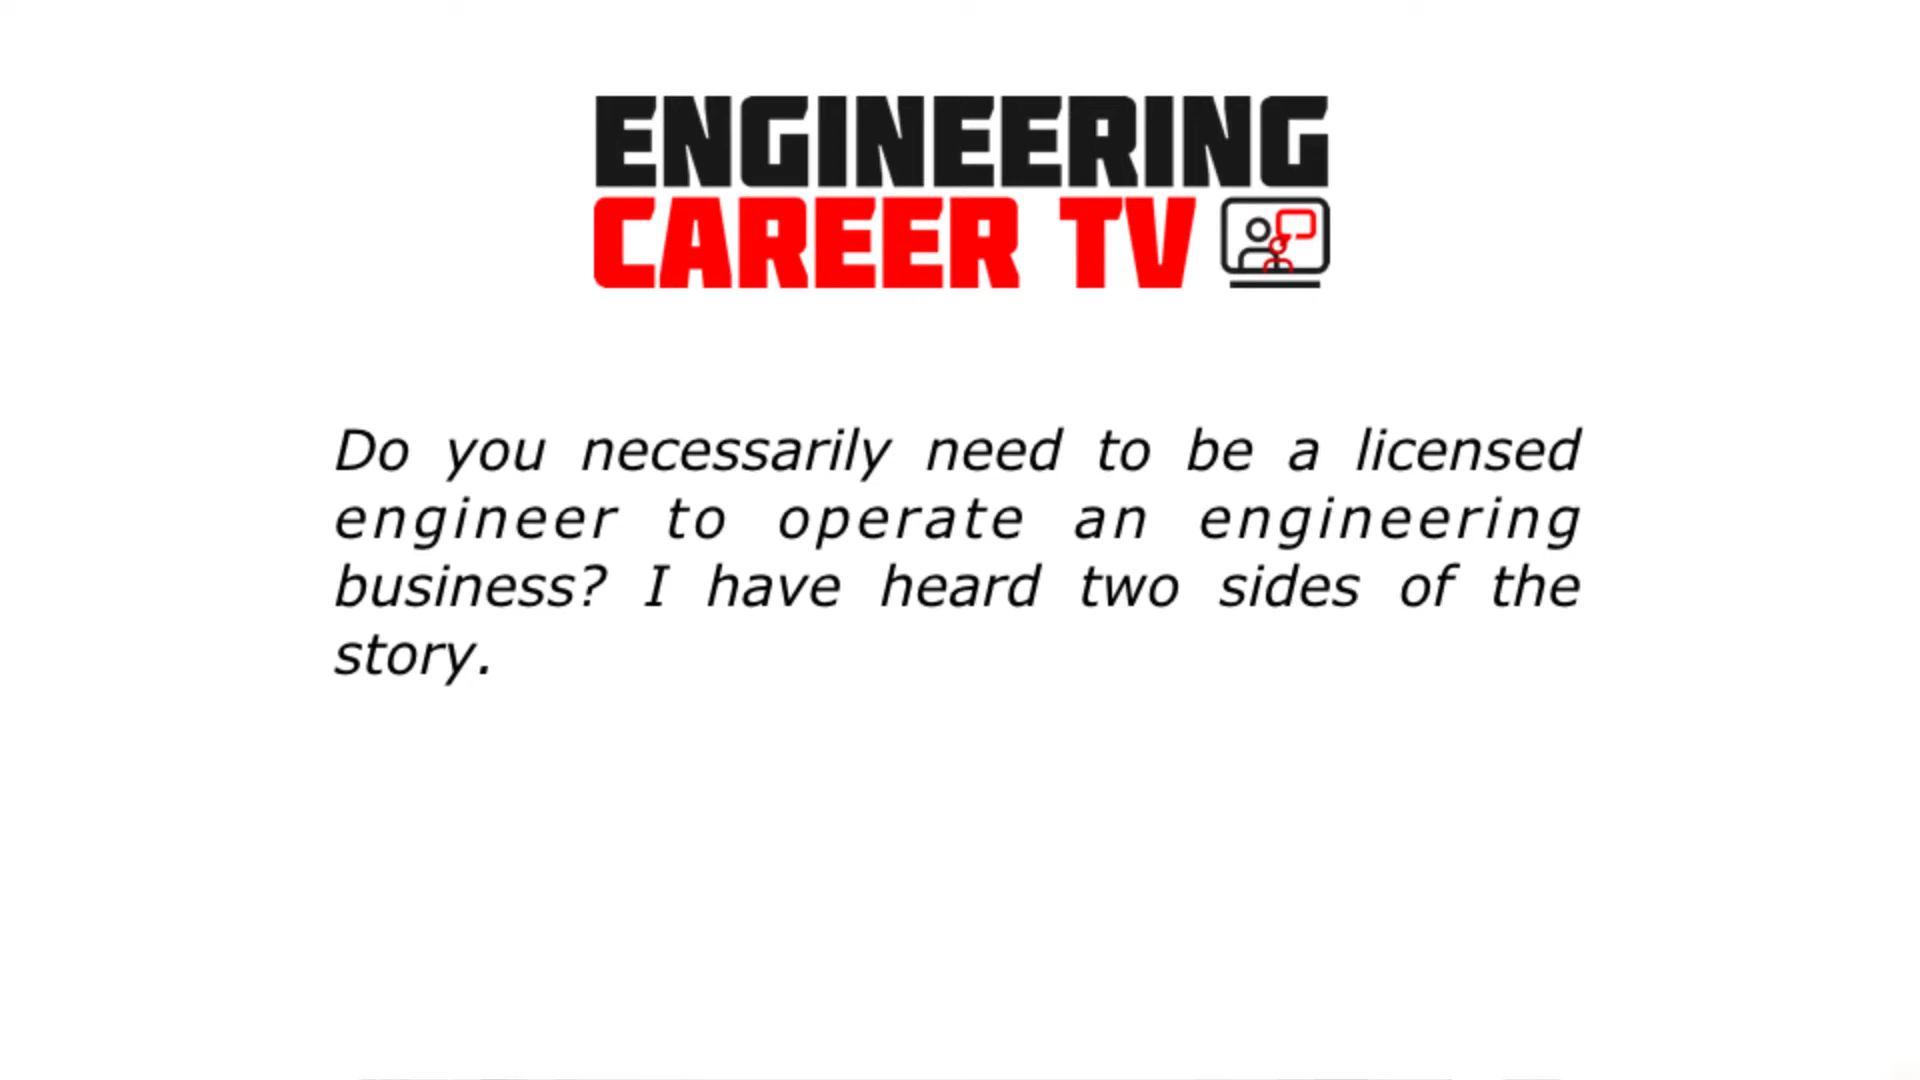 ENGINEERING
CAREER TV
Do you necessarily need to be a licensed
engineer to operate an engineering
business? I have heard two sides of the
story.